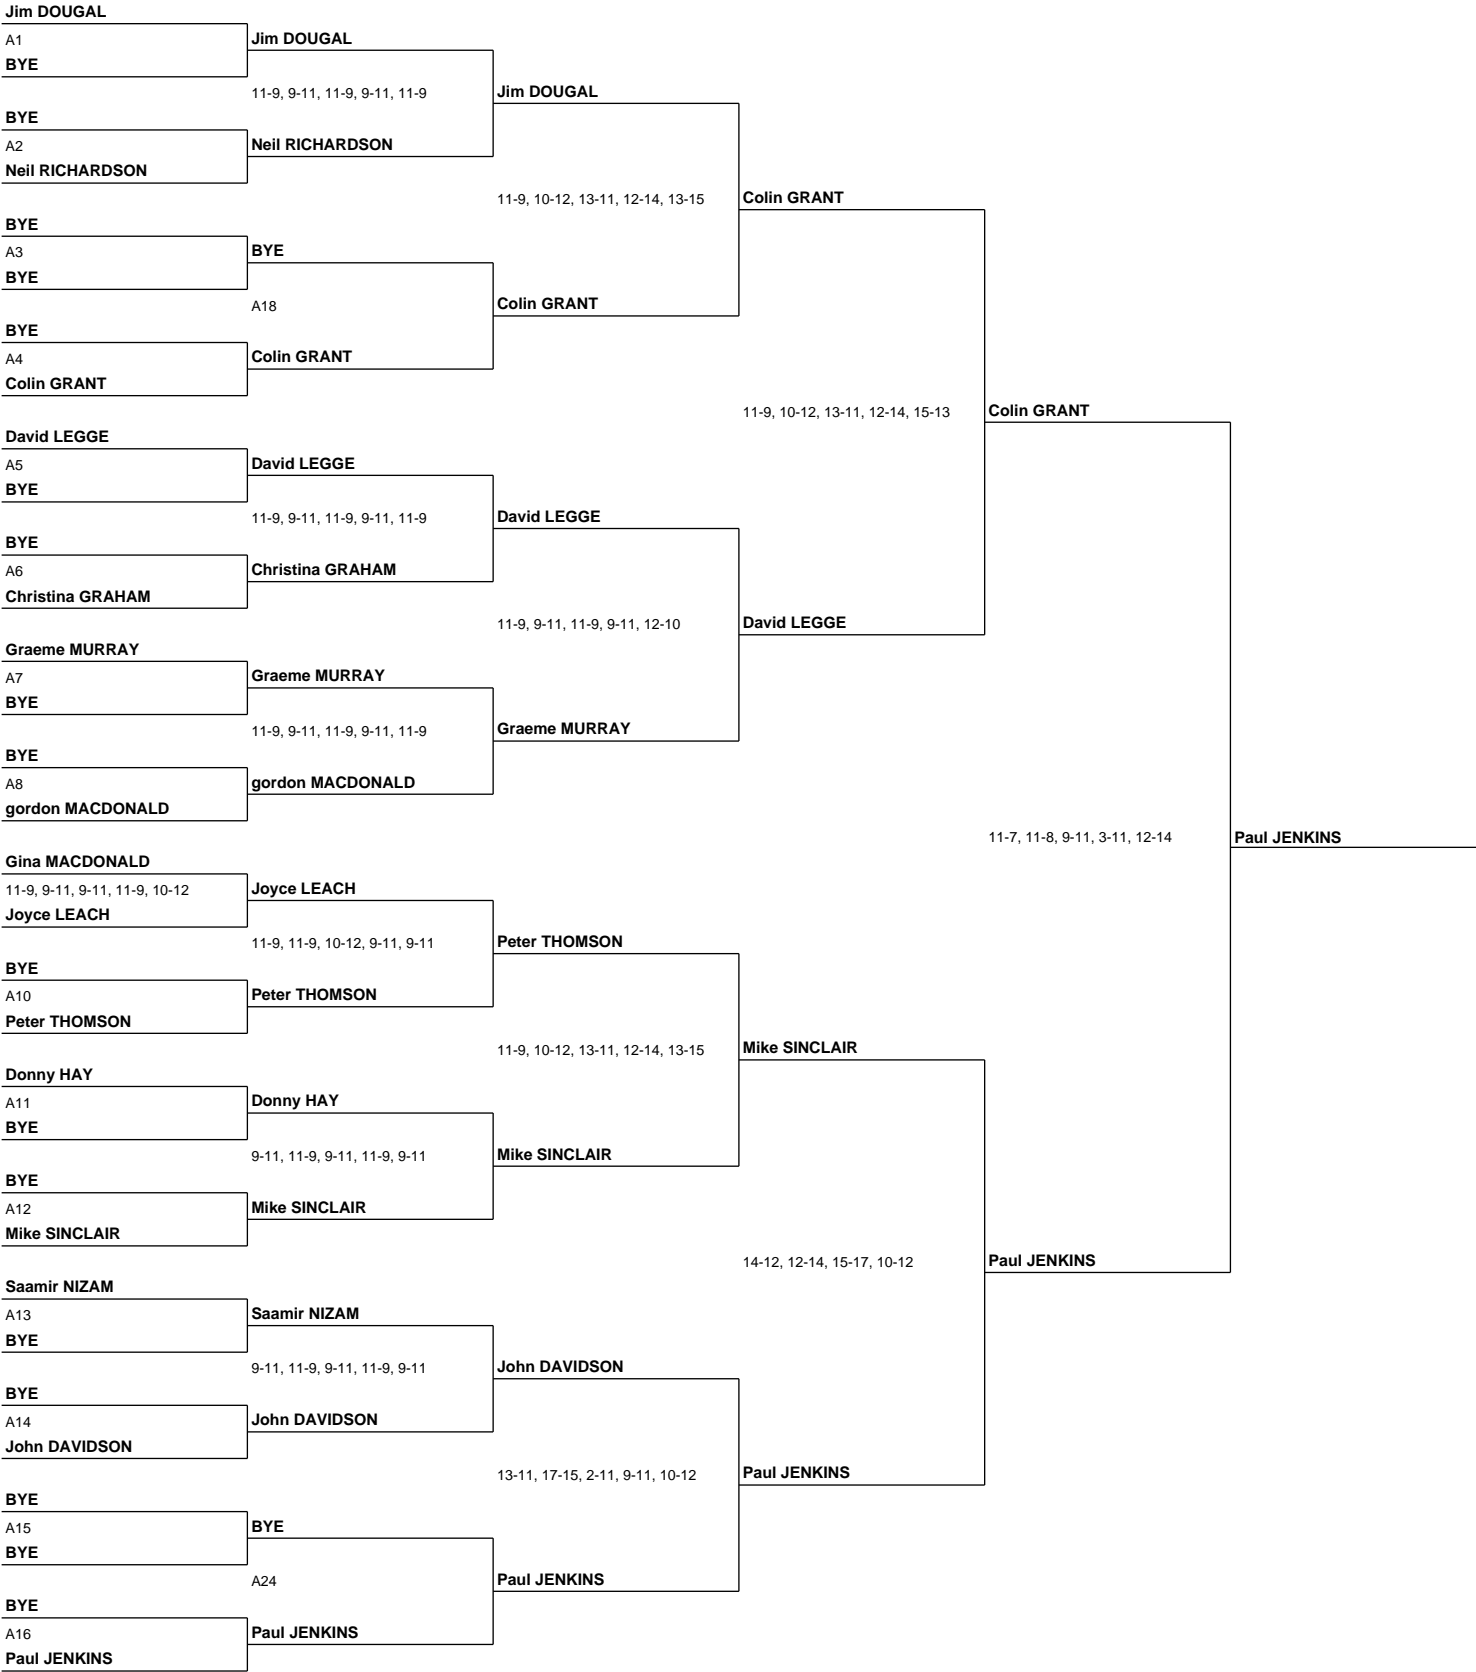 Jim DOUGAL
A1
BYE
BYE
A2
Neil RICHARDSON
BYE
A3
BYE
BYE
A4
Colin GRANT
David LEGGE
A5
BYE
BYE
A6
Christina GRAHAM
Graeme MURRAY
A7
BYE
BYE
A8
gordon MACDONALD
Gina MACDONALD
11-9, 9-11, 9-11, 11-9, 10-12
Joyce LEACH
BYE
A10
Peter THOMSON
Donny HAY
A11
BYE
BYE
A12
Mike SINCLAIR
Saamir NIZAM
A13
BYE
BYE
A14
John DAVIDSON
BYE
A15
BYE
BYE
A16
Paul JENKINS
Jim DOUGAL
11-9, 9-11, 11-9, 9-11, 11-9
Neil RICHARDSON
BYE
A18
Colin GRANT
David LEGGE
11-9, 9-11, 11-9, 9-11, 11-9
Christina GRAHAM
Graeme MURRAY
11-9, 9-11, 11-9, 9-11, 11-9
gordon MACDONALD
Joyce LEACH
11-9, 11-9, 10-12, 9-11, 9-11
Peter THOMSON
Donny HAY
9-11, 11-9, 9-11, 11-9, 9-11
Mike SINCLAIR
Saamir NIZAM
9-11, 11-9, 9-11, 11-9, 9-11
John DAVIDSON
BYE
A24
Paul JENKINS
Jim DOUGAL
11-9, 10-12, 13-11, 12-14, 13-15
Colin GRANT
David LEGGE
11-9, 9-11, 11-9, 9-11, 12-10
Graeme MURRAY
Peter THOMSON
11-9, 10-12, 13-11, 12-14, 13-15
Mike SINCLAIR
John DAVIDSON
13-11, 17-15, 2-11, 9-11, 10-12
Paul JENKINS
Colin GRANT
11-9, 10-12, 13-11, 12-14, 15-13
David LEGGE
Mike SINCLAIR
14-12, 12-14, 15-17, 10-12
Paul JENKINS
Colin GRANT
11-7, 11-8, 9-11, 3-11, 12-14
Paul JENKINS
Paul JENKINS